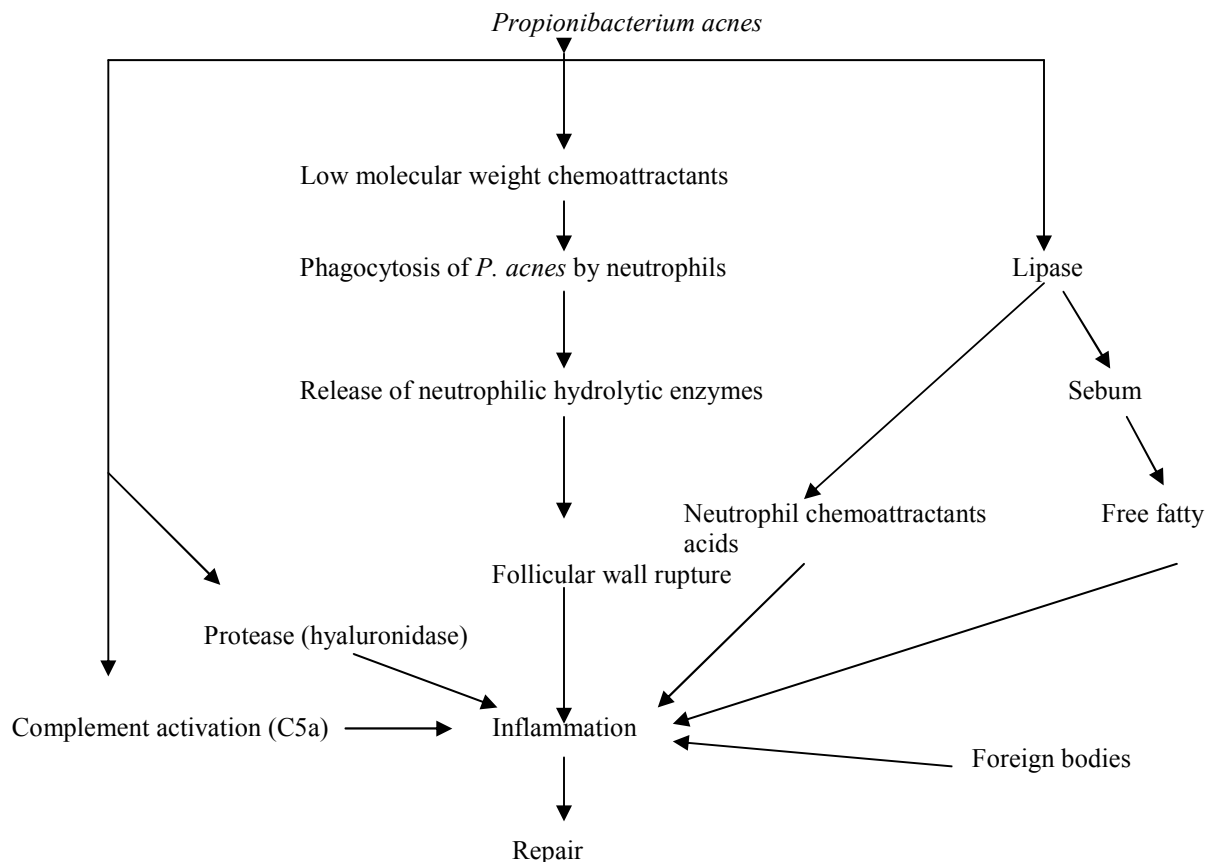 Propionibacterium acnes
Low molecular weight chemoattractants
Phagocytosis of P. acnes by neutrophils
Lipase
Release of neutrophilic hydrolytic enzymes
Sebum
Neutrophil chemoattractants
Free fatty
acids
Follicular wall rupture
Protease (hyaluronidase)
Complement activation (C5a)
Inflammation
Foreign bodies
Repair